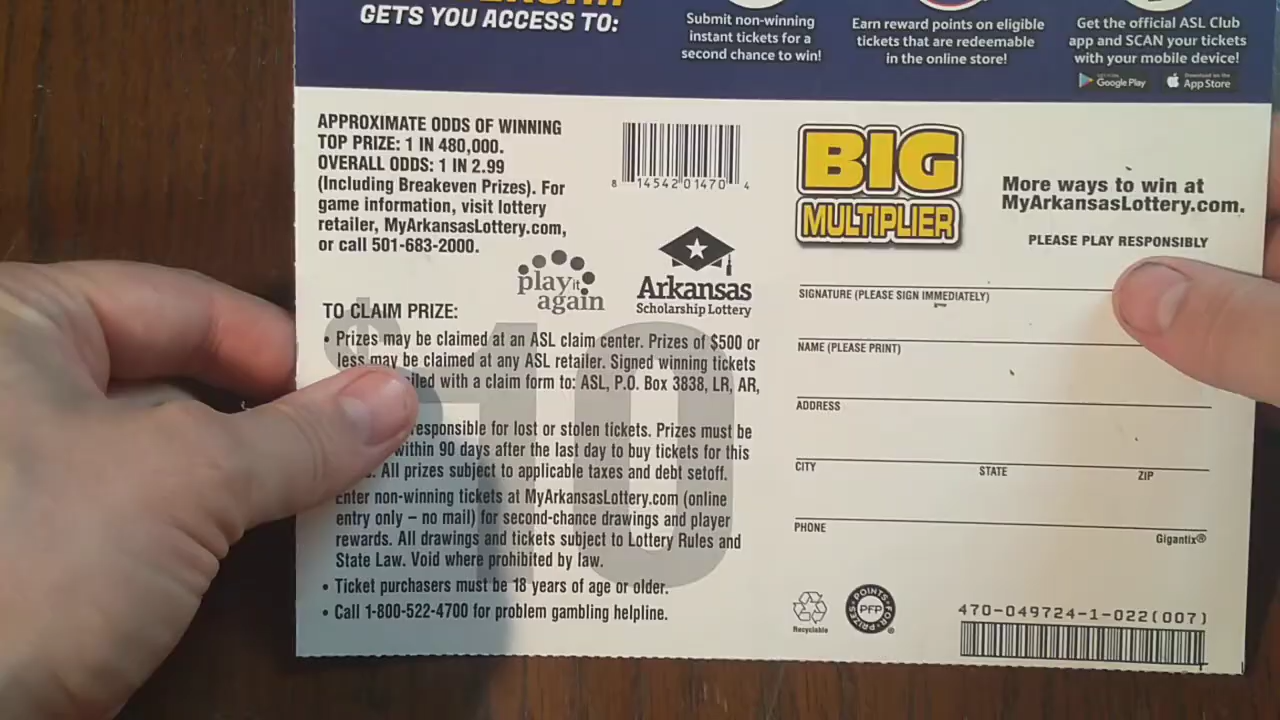 GETS YOU ACCESS TO:
Submit non-winning
instant tickets for a
second chance to win!
Earn reward points on eligible
tickets that are redeemable
in the online store!
Get the official ASL Club
app and SCAN your tickets
with your mobile device!
Google Play
App Store
APPROXIMATE ODDS OF WINNING
TOP PRIZE: 1 IN 480,000.
OVERALL ODDS: 1 IN 2.99
(Including Breakeven Prizes). For
game information, visit lottery
retailer, MyArkansasLottery.com,
or call 501-683-2000.
8 14542 01470 4
play it
again
Arkansas
Scholarship Lottery
$10
TO CLAIM PRIZE:
• Prizes may be claimed at an ASL claim center. Prizes of $500 or
less may be claimed at any ASL retailer. Signed winning tickets
with a claim form to: ASL, P.O. Box 3838, LR, AR,
responsible for lost or stolen tickets. Prizes must be
within 90 days after the last day to buy tickets for this
All prizes subject to applicable taxes and debt setoff.
Enter non-winning tickets at MyArkansasLottery.com (online
entry only – no mail) for second-chance drawings and player
rewards. All drawings and tickets subject to Lottery Rules and
State Law. Void where prohibited by law.
• Ticket purchasers must be 18 years of age or older.
• Call 1-800-522-4700 for problem gambling helpline.
BIG
MULTIPLIER
More ways to win at
MyArkansasLottery.com.
PLEASE PLAY RESPONSIBLY
SIGNATURE (PLEASE SIGN IMMEDIATELY)
NAME (PLEASE PRINT)
ADDRESS
CITY STATE ZIP
PHONE
Gigantix®
Recyclable
POINTS FOR PRIZES PFP ®
470-049724-1-022(007)